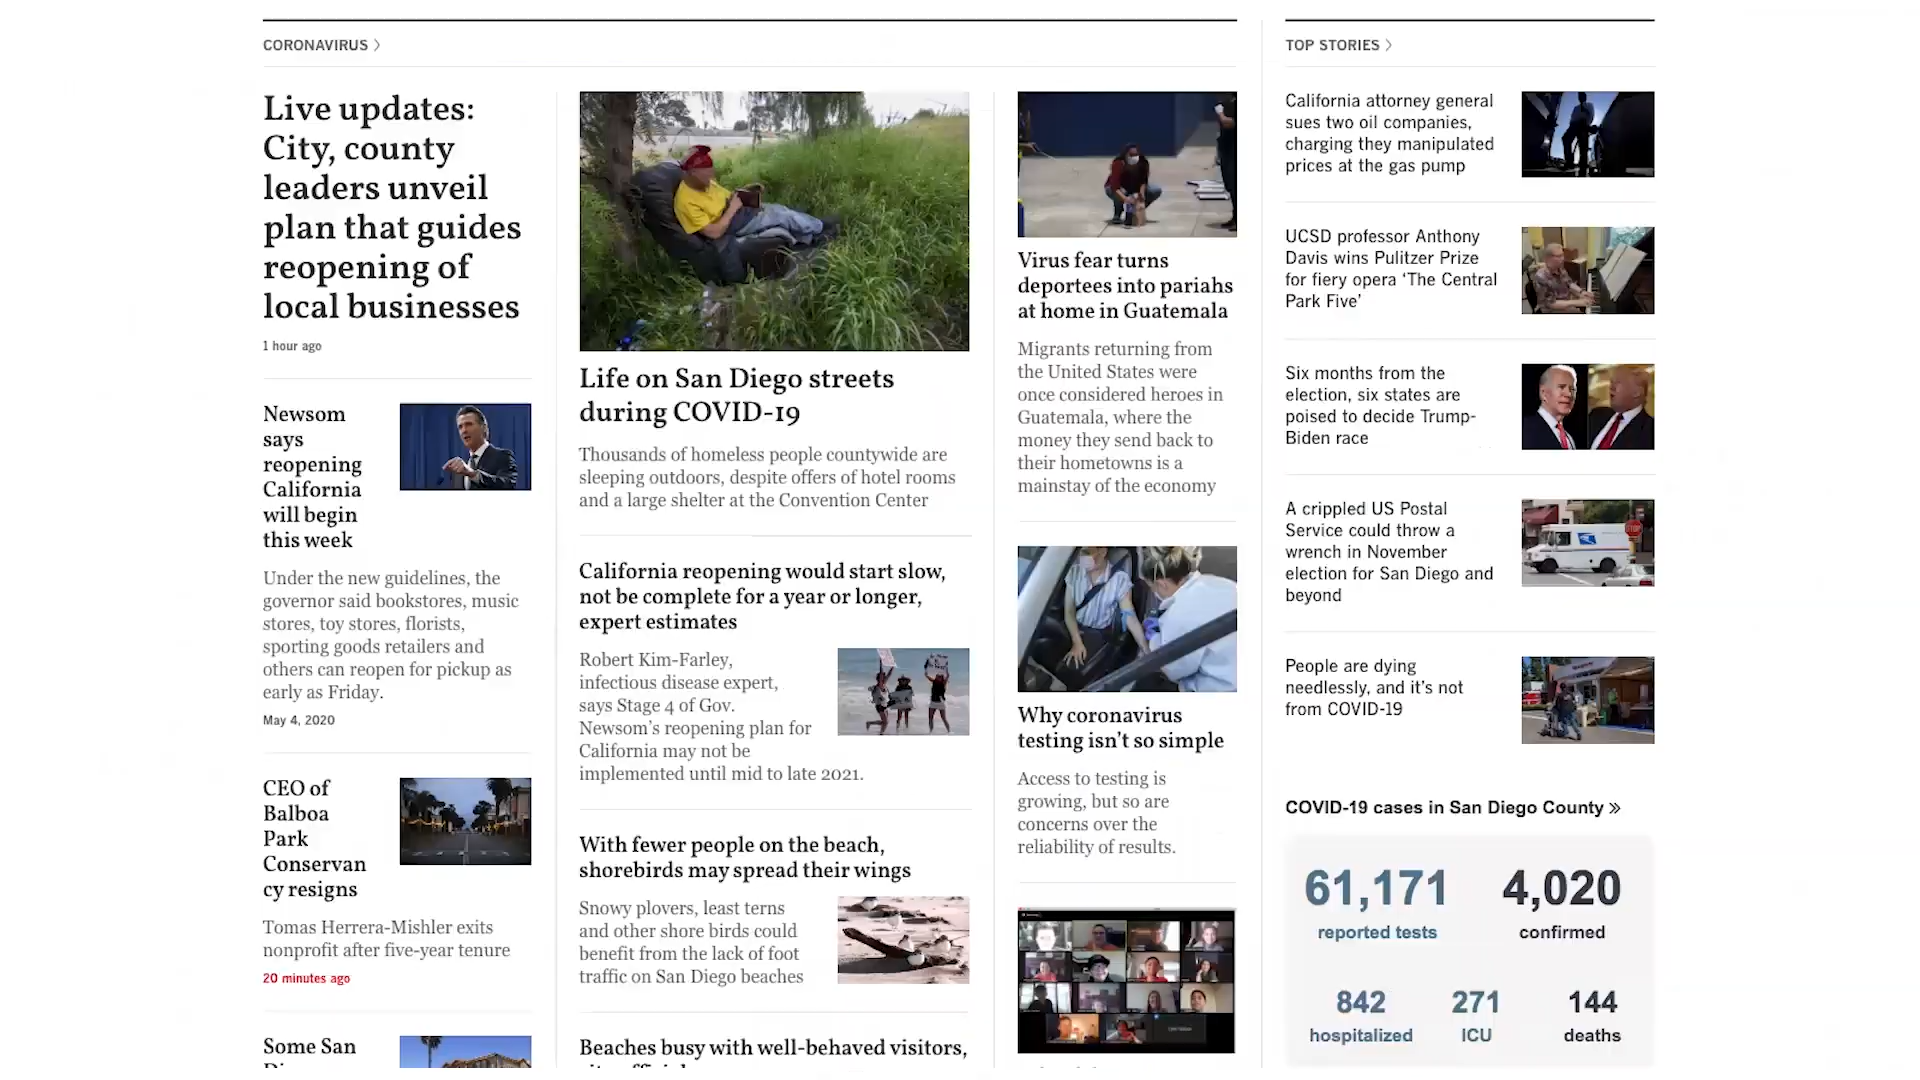 CORONAVIRUS
Live updates:
City, county
leaders unveil
plan that guides
reopening of
local businesses
1 hour ago
Newsom
says
reopening
California
will begin
this week
Under the new guidelines, the
governor said bookstores, music
stores, toy stores, florists,
sporting goods retailers and
others can reopen for pickup as
early as Friday.
May 4, 2020
CEO of
Balboa
Park
Conservan
cy resigns
Tomas Herrera-Mishler exits
nonprofit after five-year tenure
20 minutes ago
Some San
Life on San Diego streets
during COVID-19
Thousands of homeless people countywide are
sleeping outdoors, despite offers of hotel rooms
and a large shelter at the Convention Center
California reopening would start slow,
not be complete for a year or longer,
expert estimates
Robert Kim-Farley,
infectious disease expert,
says Stage 4 of Gov.
Newsom's reopening plan for
California may not be
implemented until mid to late 2021.
With fewer people on the beach,
shorebirds may spread their wings
Snowy plovers, least terns
and other shore birds could
benefit from the lack of foot
traffic on San Diego beaches
Beaches busy with well-behaved visitors,
Virus fear turns
deportees into pariahs
at home in Guatemala
Migrants returning from
the United States were
once considered heroes in
Guatemala, where the
money they send back to
their hometowns is a
mainstay of the economy
Why coronavirus
testing isn't so simple
Access to testing is
growing, but so are
concerns over the
reliability of results.
TOP STORIES
California attorney general
sues two oil companies,
charging they manipulated
prices at the gas pump
UCSD professor Anthony
Davis wins Pulitzer Prize
for fiery opera 'The Central
Park Five'
Six months from the
election, six states are
poised to decide Trump-
Biden race
A crippled US Postal
Service could throw a
wrench in November
election for San Diego and
beyond
People are dying
needlessly, and it's not
from COVID-19
COVID-19 cases in San Diego County »
61,171 4,020
reported tests confirmed
842 271 144
hospitalized ICU deaths